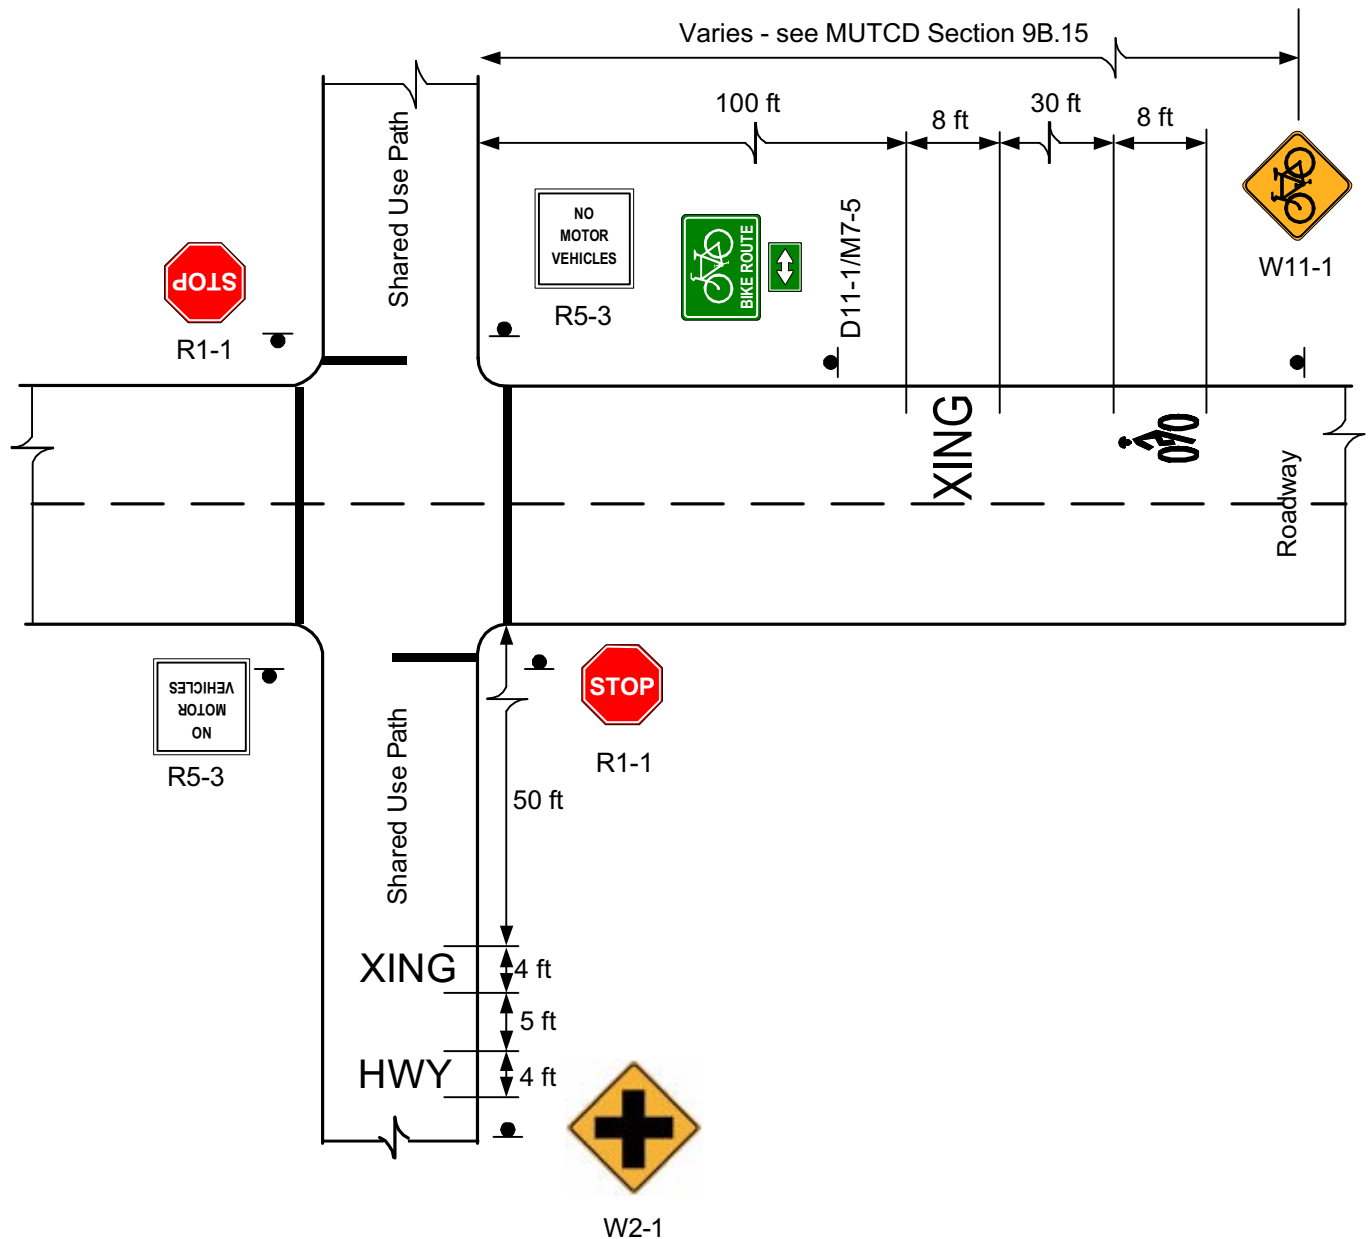 Varies - see MUTCD Section 9B.15
100 ft
8 ft
30 ft
8 ft
Shared Use Path
NO
MOTOR
VEHICLES
R5-3
BIKE ROUTE
D11-1/M7-5
W11-1
STOP
R1-1
XING
Roadway
NO
MOTOR
VEHICLES
R5-3
STOP
R1-1
Shared Use Path
50 ft
XING
4 ft
5 ft
HWY
4 ft
W2-1